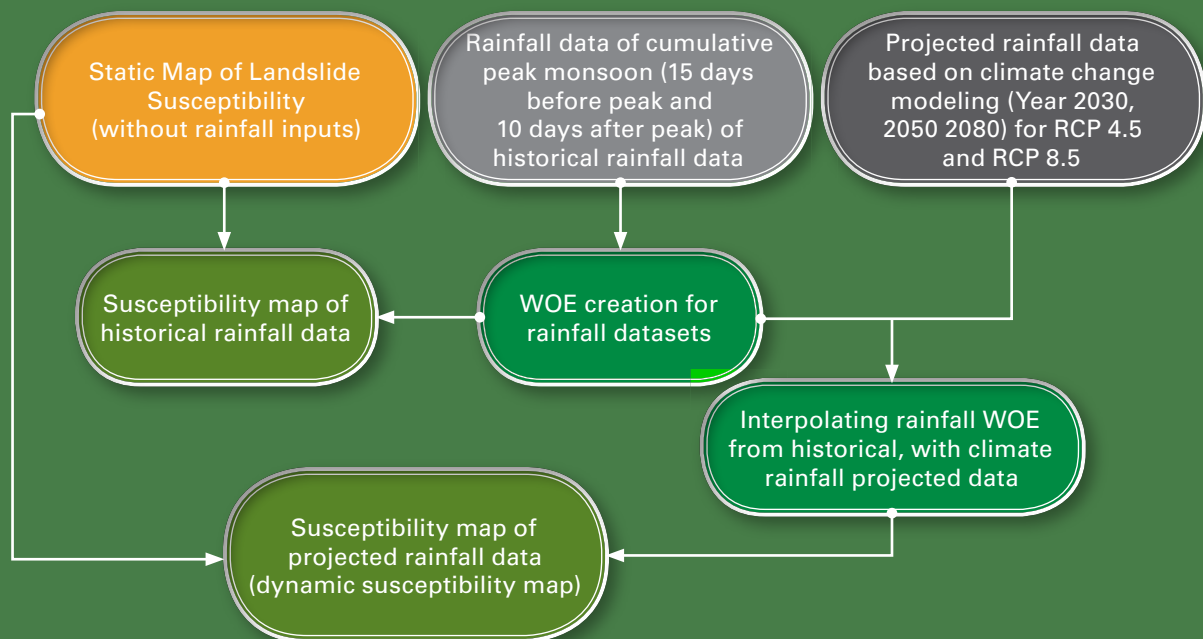 Static Map of Landslide
Susceptibility
(without rainfall inputs)
Rainfall data of cumulative
peak monsoon (15 days
before peak and
10 days after peak) of
historical rainfall data
Projected rainfall data
based on climate change
modeling (Year 2030,
2050 2080) for RCP 4.5
and RCP 8.5
Susceptibility map of
historical rainfall data
WOE creation for
rainfall datasets
Interpolating rainfall WOE
from historical, with climate
rainfall projected data
Susceptibility map of
projected rainfall data
(dynamic susceptibility map)